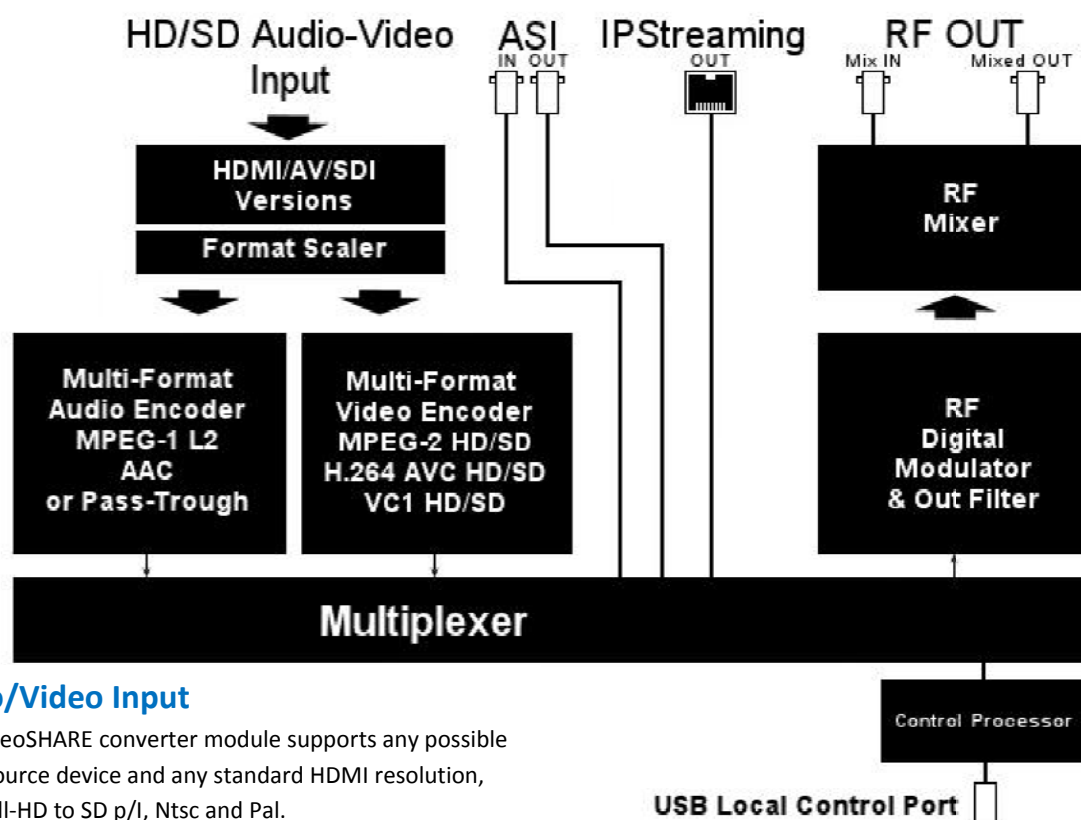 HD/SD Audio-Video
Input
ASI
IN OUT
IPStreaming
OUT
RF OUT
Mix IN
Mixed OUT
HDMI/AV/SDI
Versions
Format Scaler
RF
Mixer
Multi-Format
Audio Encoder
MPEG-1 L2
AAC
or Pass-Trough
Multi-Format
Video Encoder
MPEG-2 HD/SD
H.264 AVC HD/SD
VC1 HD/SD
RF
Digital
Modulator
& Out Filter
Multiplexer
Control Processor
USB Local Control Port
o/Video Input
eoSHARE converter module supports any possible
ource device and any standard HDMI resolution,
ll-HD to SD p/I, Ntsc and Pal.